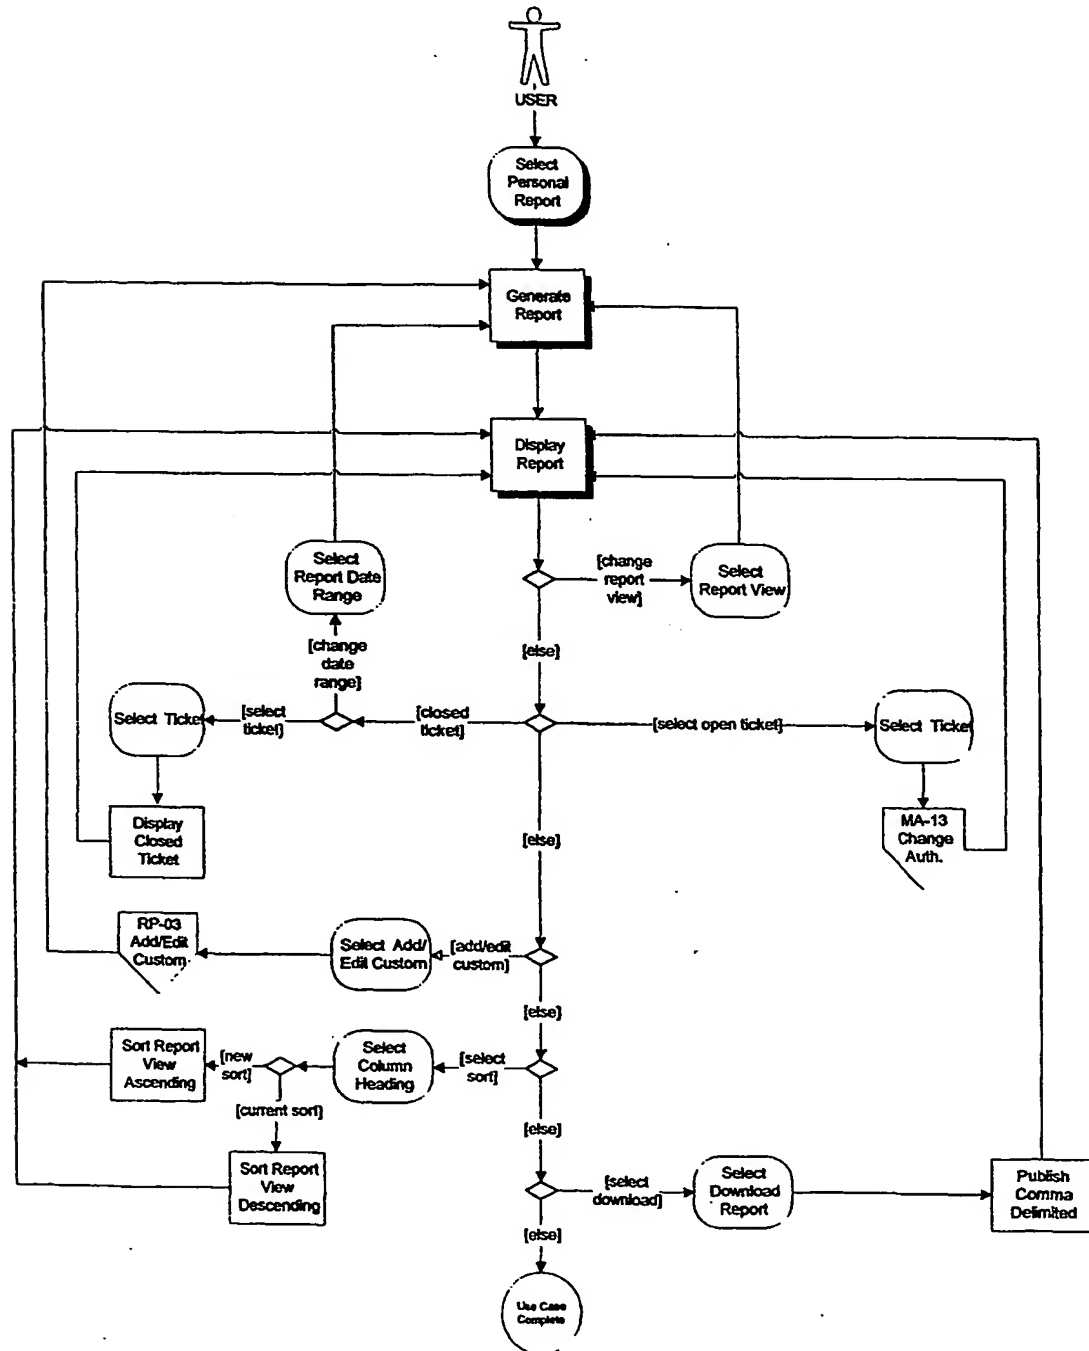 USER
Select
Personal
Report
Generate
Report
Display
Report
Select
Report Date
Range
[change
report
view]
Select
Report View
[change
date
range]
[else]
Select Ticket
[select
ticket]
[closed
ticket]
[select open ticket]
Select Ticket
Display
Closed
Ticket
[else]
MA-13
Change
Auth.
RP-03
Add/Edit
Custom
Select Add/
Edit Custom
[add/edit
custom]
[else]
Sort Report
View
Ascending
[new
sort]
Select
Column
Heading
[select
sort]
[current sort]
[else]
Sort Report
View
Descending
[select
download]
Select
Download
Report
Publish
Comma
Delimited
[else]
Use Case
Complete